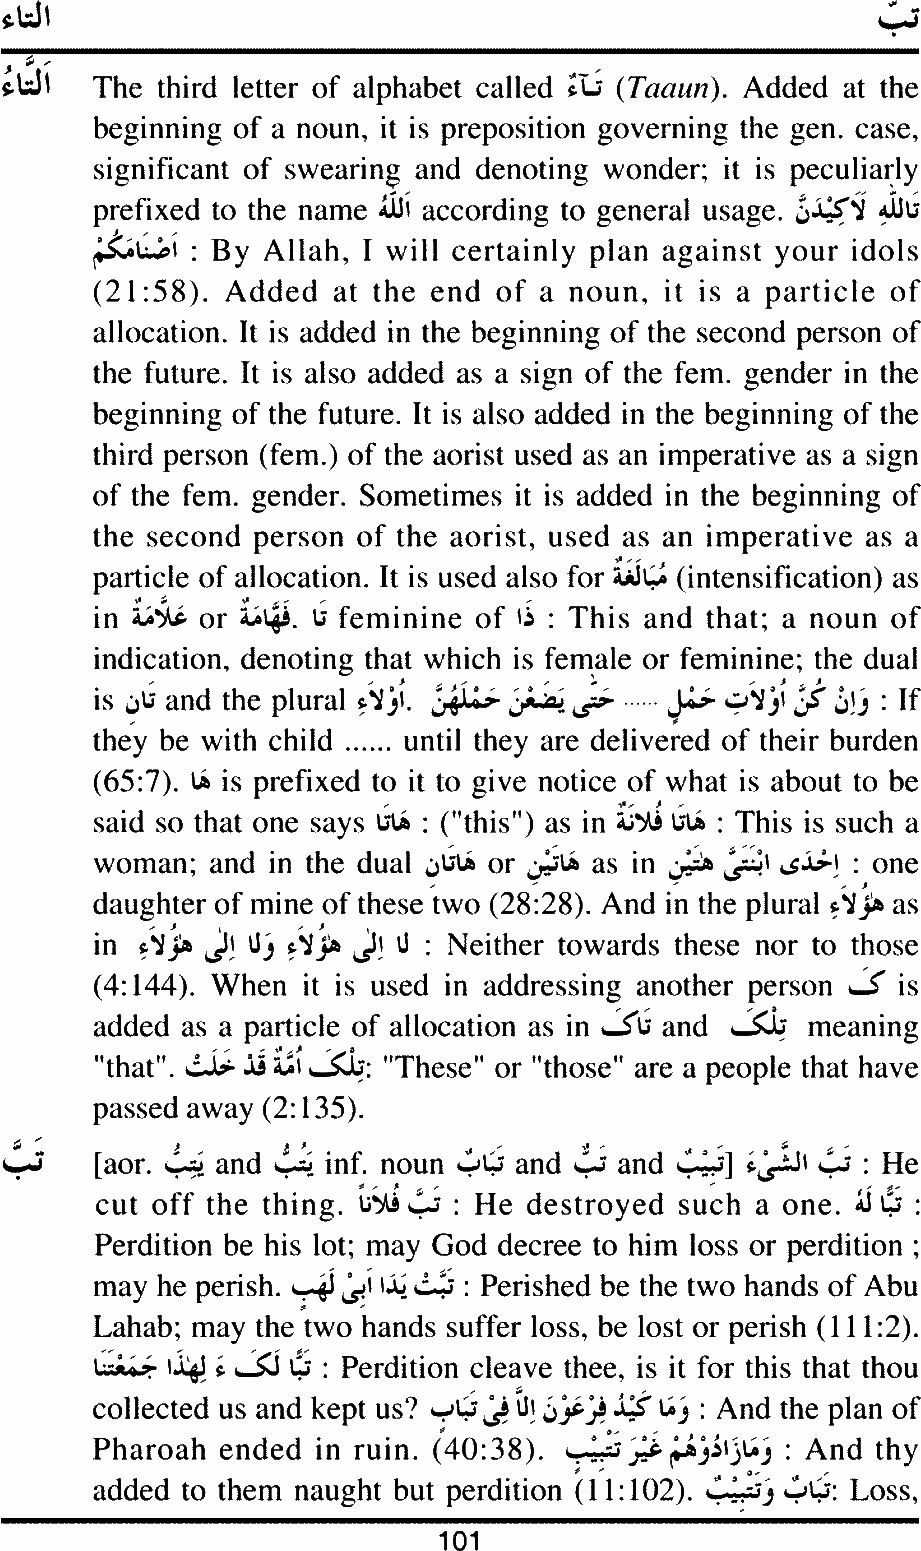 التاء تبّ
اَلتَّاءُ The third letter of alphabet called تَآءٌ (Taaun). Added at the
beginning of a noun, it is preposition governing the gen. case,
significant of swearing and denoting wonder; it is peculiarly
prefixed to the name اَللّٰهُ according to general usage. تَاللّٰهِ لَاَكِيْدَنَّ
اَصْنَامَكُمْ : By Allah, I will certainly plan against your idols
(21:58). Added at the end of a noun, it is a particle of
allocation. It is added in the beginning of the second person of
the future. It is also added as a sign of the fem. gender in the
beginning of the future. It is also added in the beginning of the
third person (fem.) of the aorist used as an imperative as a sign
of the fem. gender. Sometimes it is added in the beginning of
the second person of the aorist, used as an imperative as a
particle of allocation. It is used also for مُبَالَغَةٌ (intensification) as
in عَلَّامَةٌ or فَهَّامَةٌ. تَا feminine of ذَا : This and that; a noun of
indication, denoting that which is female or feminine; the dual
is تَانِ and the plural اُوْلَاءِ. وَاِنْ كُنَّ اُوْلَاتِ حَمْلٍ ..... حَتّٰى يَضَعْنَ حَمْلَهُنَّ : If
they be with child ...... until they are delivered of their burden
(65:7). هَا is prefixed to it to give notice of what is about to be
said so that one says هَاتَا : ("this") as in هَاتَا فُلَانَةٌ : This is such a
woman; and in the dual هَاتَانِ or هَاتَيْنِ as in اِحْدَى ابْنَتَىَّ هٰتَيْنِ : one
daughter of mine of these two (28:28). And in the plural هٰؤُلَاءِ as
in لَا اِلٰى هٰؤُلَاءِ وَلَا اِلٰى هٰؤُلَاءِ : Neither towards these nor to those
(4:144). When it is used in addressing another person کَ is
added as a particle of allocation as in تَاکَ and تِلْکَ meaning
"that". تِلْکَ اُمَّةٌ قَدْ خَلَتْ: "These" or "those" are a people that have
passed away (2:135).
تَبَّ [aor. يَتِبُّ and يَتُبُّ inf. noun تَبَابٌ and تَبٌّ and تَبِيْبٌ] تَبَّ الشَّىْءَ : He
cut off the thing. تَبَّ فُلَاناً : He destroyed such a one. تَبًّا لَهُ :
Perdition be his lot; may God decree to him loss or perdition ;
may he perish. تَبَّتْ يَدَا اَبِىْ لَهَبٍ : Perished be the two hands of Abu
Lahab; may the two hands suffer loss, be lost or perish (111:2).
تَبًّا لَکَ ءَ لِهٰذَا جَمَعْتَنَا : Perdition cleave thee, is it for this that thou
collected us and kept us? وَمَا كَيْدُ فِرْعَوْنَ اِلَّا فِىْ تَبَابٍ : And the plan of
Pharoah ended in ruin. (40:38). وَمَازَادُوْهُمْ غَيْرَ تَتْبِيْبٍ : And thy
added to them naught but perdition (11:102). تَبَابٌ وَتَتْبِيْبٌ: Loss,
101